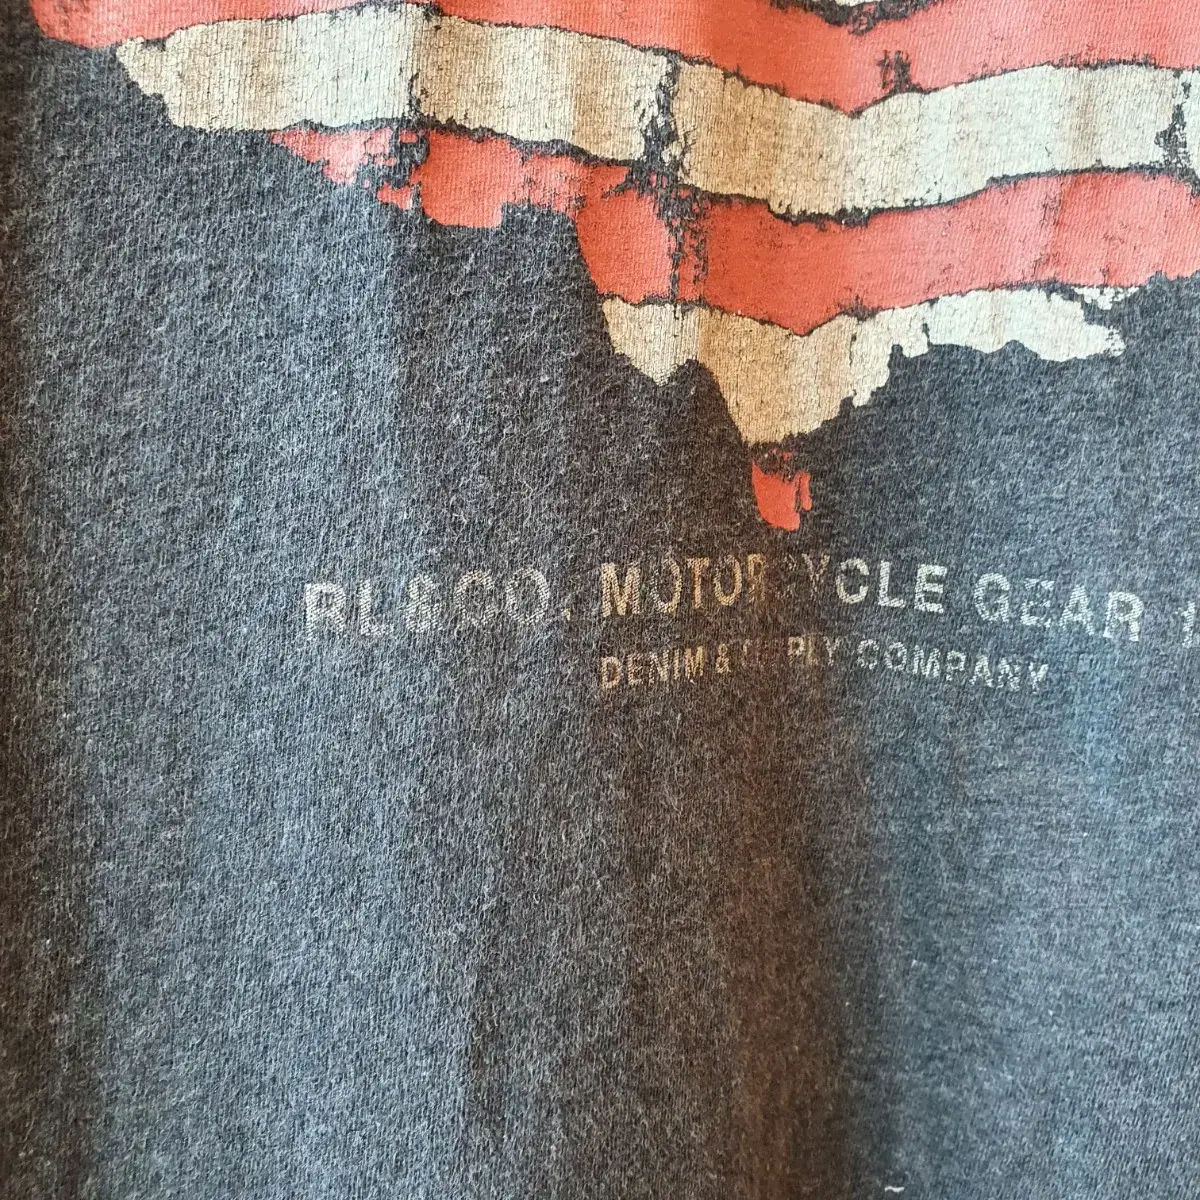 RL&CO. MOTORCYCLE GEAR
DENIM & SUPPLY COMPANY